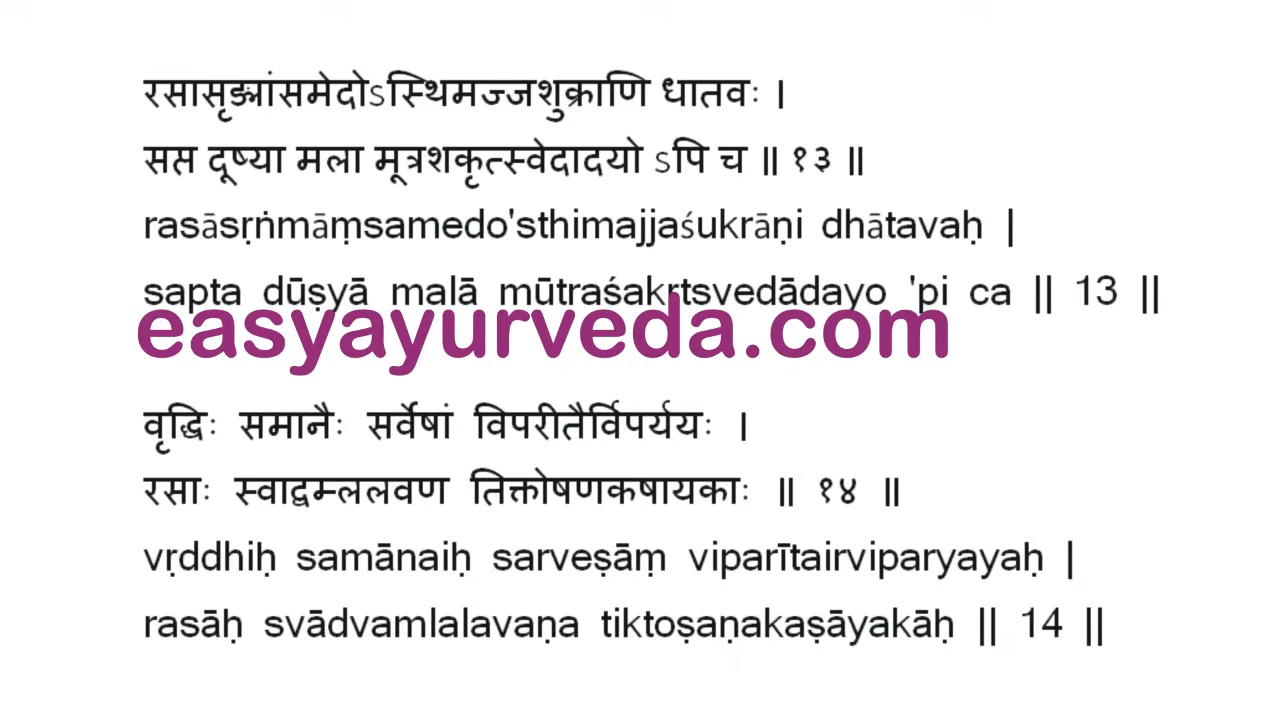 रसासृङ्मांसमेदोऽस्थिमज्जशुक्राणि धातवः ।
सप्त दूष्या मला मूत्रशकृत्स्वेदादयो ऽपि च ॥ १३ ॥
rasāsṛṅmāṃsamedo'sthimajjaśukrāṇi dhātavaḥ |
sapta dūṣyā malā mūtraśakṛtsvedādayo 'pi ca || 13 ||
easyayurveda.com
वृद्धिः समानैः सर्वेषां विपरीतैर्विपर्ययः ।
रसाः स्वाद्वम्ललवण तिक्तोषणकषायकाः ॥ १४ ॥
vṛddhiḥ samānaiḥ sarveṣāṃ viparītairviparyayaḥ |
rasāḥ svādvamlalavaṇa tiktoṣaṇakaṣāyakāḥ || 14 ||